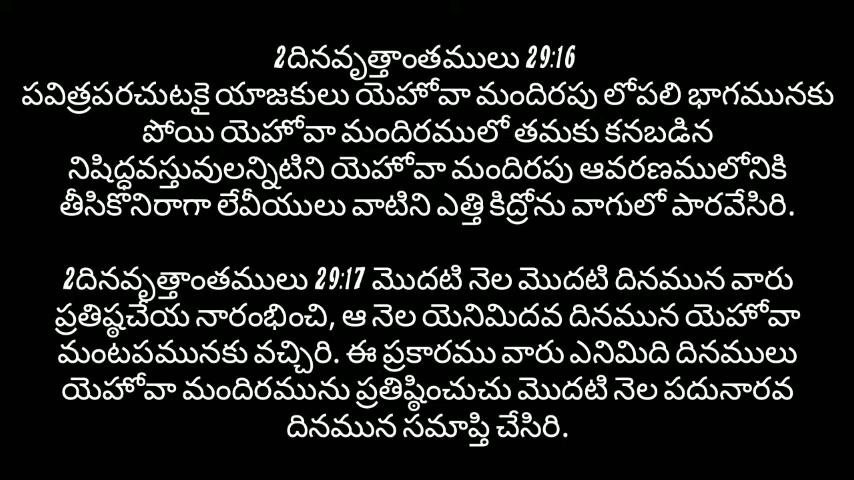 2దినవృత్తాంతములు 29:16
పవిత్రపరచుటకై యాజకులు యెహోవా మందిరపు లోపలి భాగమునకు
పోయి యెహోవా మందిరములో తమకు కనబడిన
నిషిద్ధవస్తువులన్నిటిని యెహోవా మందిరపు ఆవరణములోనికి
తీసికొనిరాగా లేవీయులు వాటిని ఎత్తి కిద్రోను వాగులో పారవేసిరి.
2దినవృత్తాంతములు 29:17 మొదటి నెల మొదటి దినమున వారు
ప్రతిష్ఠచేయ నారంభించి, ఆ నెల యెనిమిదవ దినమున యెహోవా
మంటపమునకు వచ్చిరి. ఈ ప్రకారము వారు ఎనిమిది దినములు
యెహోవా మందిరమును ప్రతిష్ఠించుచు మొదటి నెల పదునారవ
దినమున సమాప్తి చేసిరి.